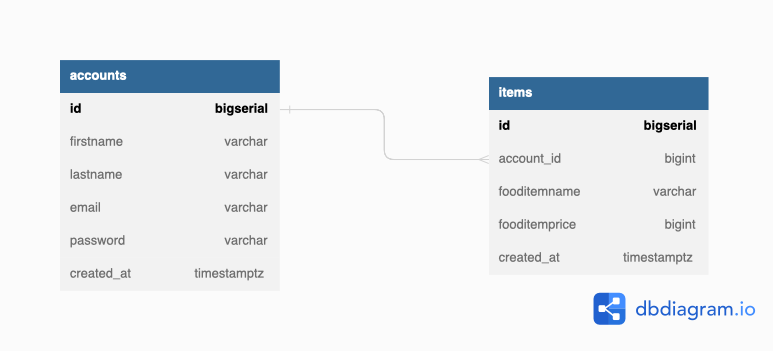 accounts
id bigserial
firstname varchar
lastname varchar
email varchar
password varchar
created_at timestamptz
items
id bigserial
account_id bigint
fooditemname varchar
fooditemprice bigint
created_at timestamptz
dbdiagram.io